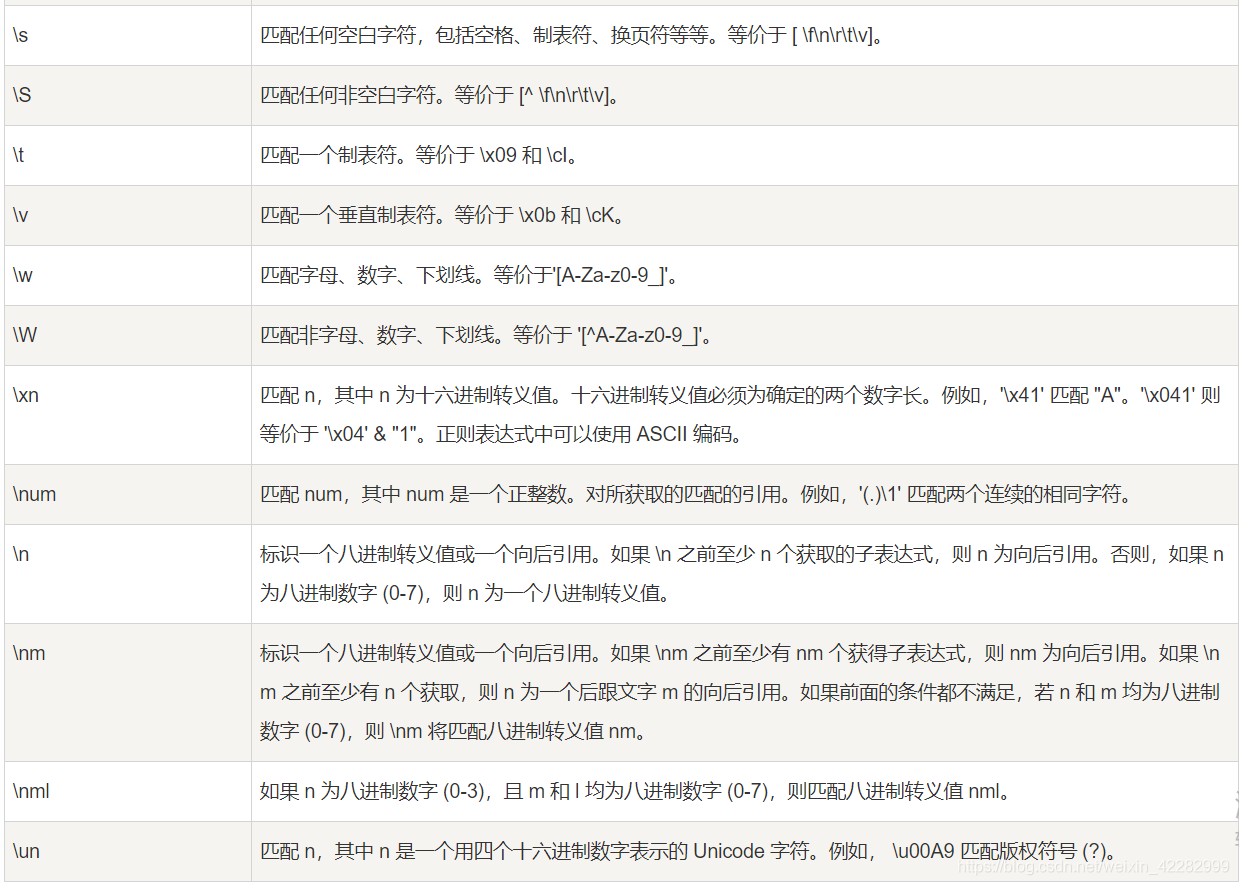 \s
匹配任何空白字符，包括空格、制表符、换页符等等。等价于 [ \f\n\r\t\v]。
\S
匹配任何非空白字符。等价于 [^ \f\n\r\t\v]。
\t
匹配一个制表符。等价于 \x09 和 \cI。
\v
匹配一个垂直制表符。等价于 \x0b 和 \cK。
\w
匹配字母、数字、下划线。等价于'[A-Za-z0-9_]'。
\W
匹配非字母、数字、下划线。等价于 '[^A-Za-z0-9_]'。
\xn
匹配 n，其中 n 为十六进制转义值。十六进制转义值必须为确定的两个数字长。例如，'\x41' 匹配 "A"。'\x041' 则
等价于 '\x04' & "1"。正则表达式中可以使用 ASCII 编码。
\num
匹配 num，其中 num 是一个正整数。对所获取的匹配的引用。例如，'(.)\1' 匹配两个连续的相同字符。
\n
标识一个八进制转义值或一个向后引用。如果 \n 之前至少 n 个获取的子表达式，则 n 为向后引用。否则，如果 n
为八进制数字 (0-7)，则 n 为一个八进制转义值。
\nm
标识一个八进制转义值或一个向后引用。如果 \nm 之前至少有 nm 个获得子表达式，则 nm 为向后引用。如果 \n
m 之前至少有 n 个获取，则 n 为一个后跟文字 m 的向后引用。如果前面的条件都不满足，若 n 和 m 均为八进制
数字 (0-7)，则 \nm 将匹配八进制转义值 nm。
\nml
如果 n 为八进制数字 (0-3)，且 m 和 l 均为八进制数字 (0-7)，则匹配八进制转义值 nml。
\un
匹配 n，其中 n 是一个用四个十六进制数字表示的 Unicode 字符。例如， \u00A9 匹配版权符号 (?)。
https://blog.csdn.net/weixin_42282999